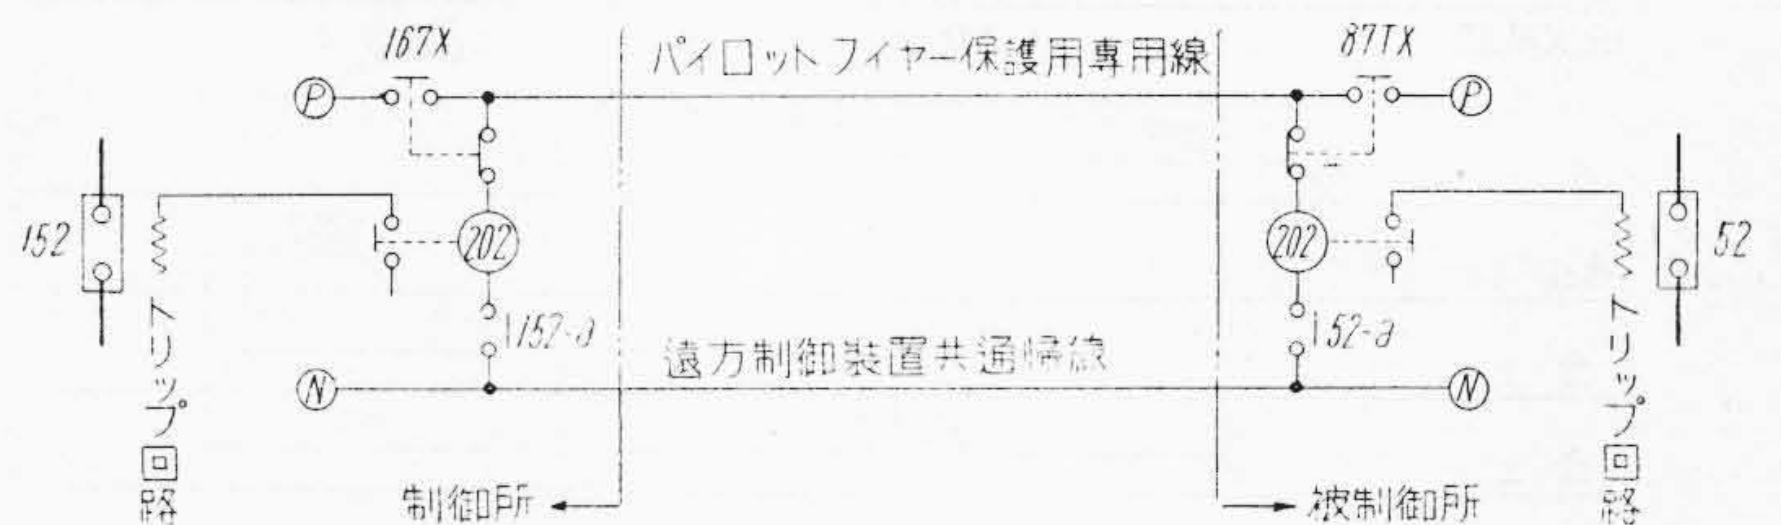 167X
パイロットフイヤー保護用専用線
87TX
P
P
152
202
202
52
152-a
遠方制御装置共通帰線
152-a
N
N
トリップ回路
トリップ回路
制御所
被制御所